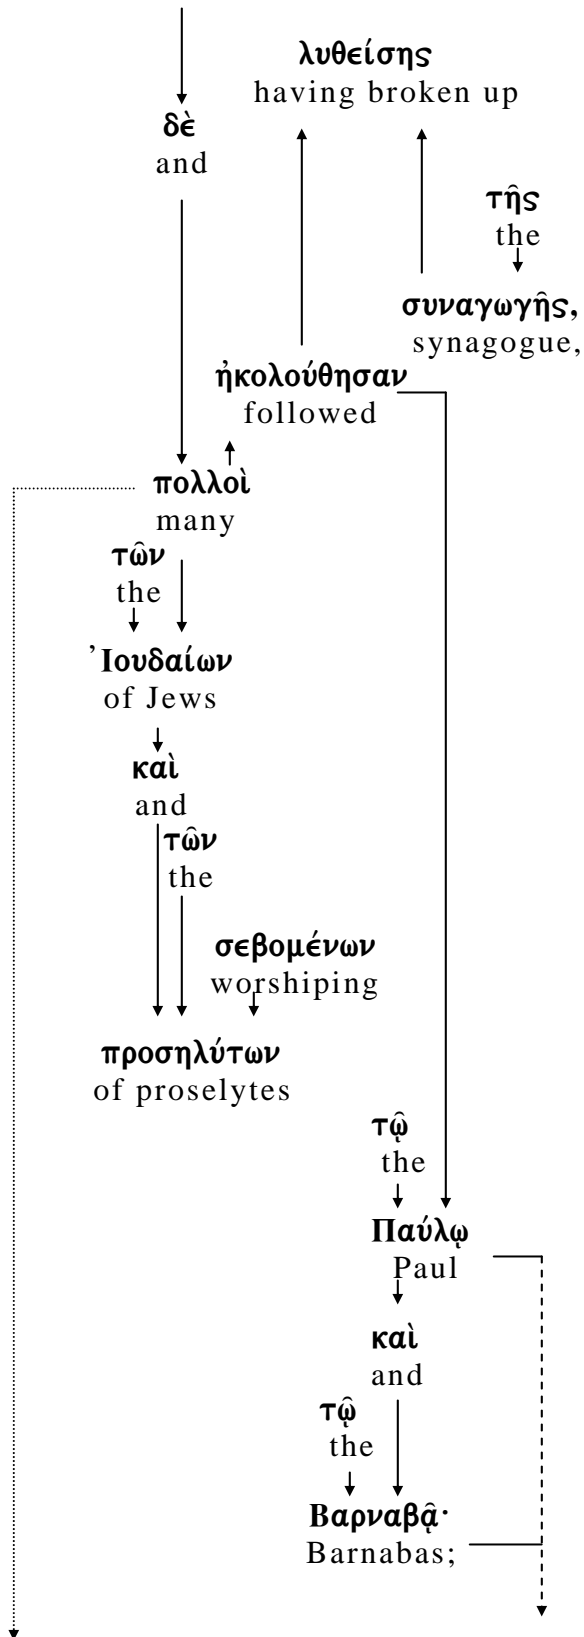 λυθείσης
having broken up
δὲ
and
τῆς
the
συναγωγῆς,
synagogue,
ἠκολούθησαν
followed
πολλοὶ
many
τῶν
the
Ἰουδαίων
of Jews
καὶ
and
τῶν
the
σεβομένων
worshiping
προσηλύτων
of proselytes
τῷ
the
Παύλῳ
Paul
καὶ
and
τῷ
the
Βαρναβᾷ·
Barnabas;